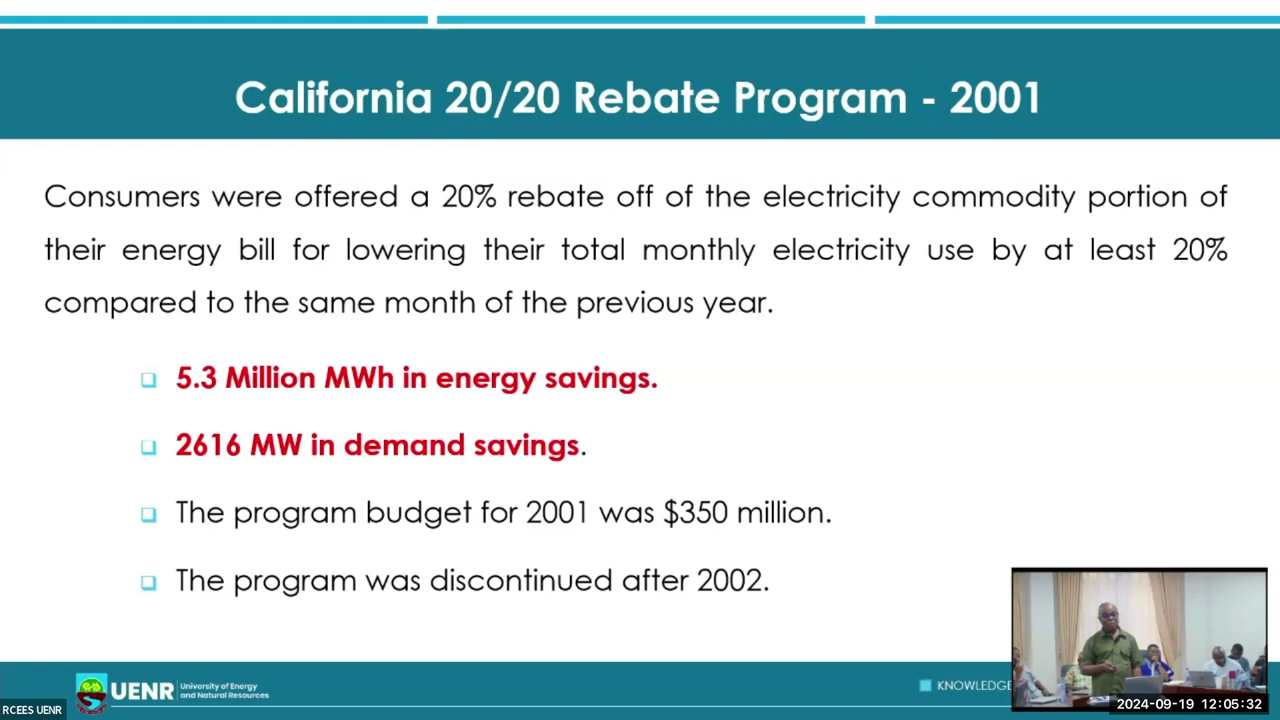 California 20/20 Rebate Program - 2001
Consumers were offered a 20% rebate off of the electricity commodity portion of
their energy bill for lowering their total monthly electricity use by at least 20%
compared to the same month of the previous year.
5.3 Million MWh in energy savings.
2616 MW in demand savings.
The program budget for 2001 was $350 million.
The program was discontinued after 2002.
UENR
University of Energy
and Natural Resources
KNOWLEDGE
RCEES UENR
2024-09-19 12:05:32